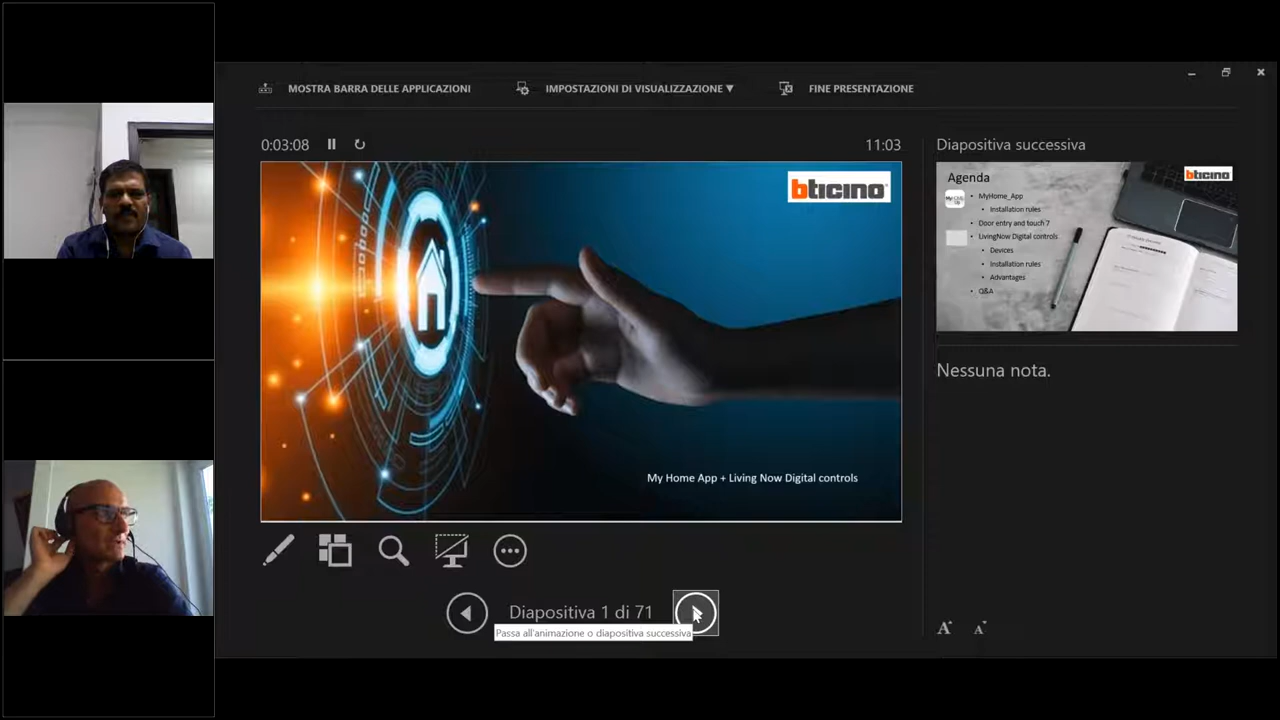 MOSTRA BARRA DELLE APPLICAZIONI
IMPOSTAZIONI DI VISUALIZZAZIONE ▼
FINE PRESENTAZIONE
0:03:08
11:03
bticino
My Home App + Living Now Digital controls
Diapositiva 1 di 71
Passa all'animazione o diapositiva successiva
Diapositiva successiva
Agenda
bticino
• MyHome_App
• Installation rules
• Door entry and touch 7
• LivingNow Digital controls
• Devices
• Installation rules
• Advantages
• Q&A
Nessuna nota.
A A